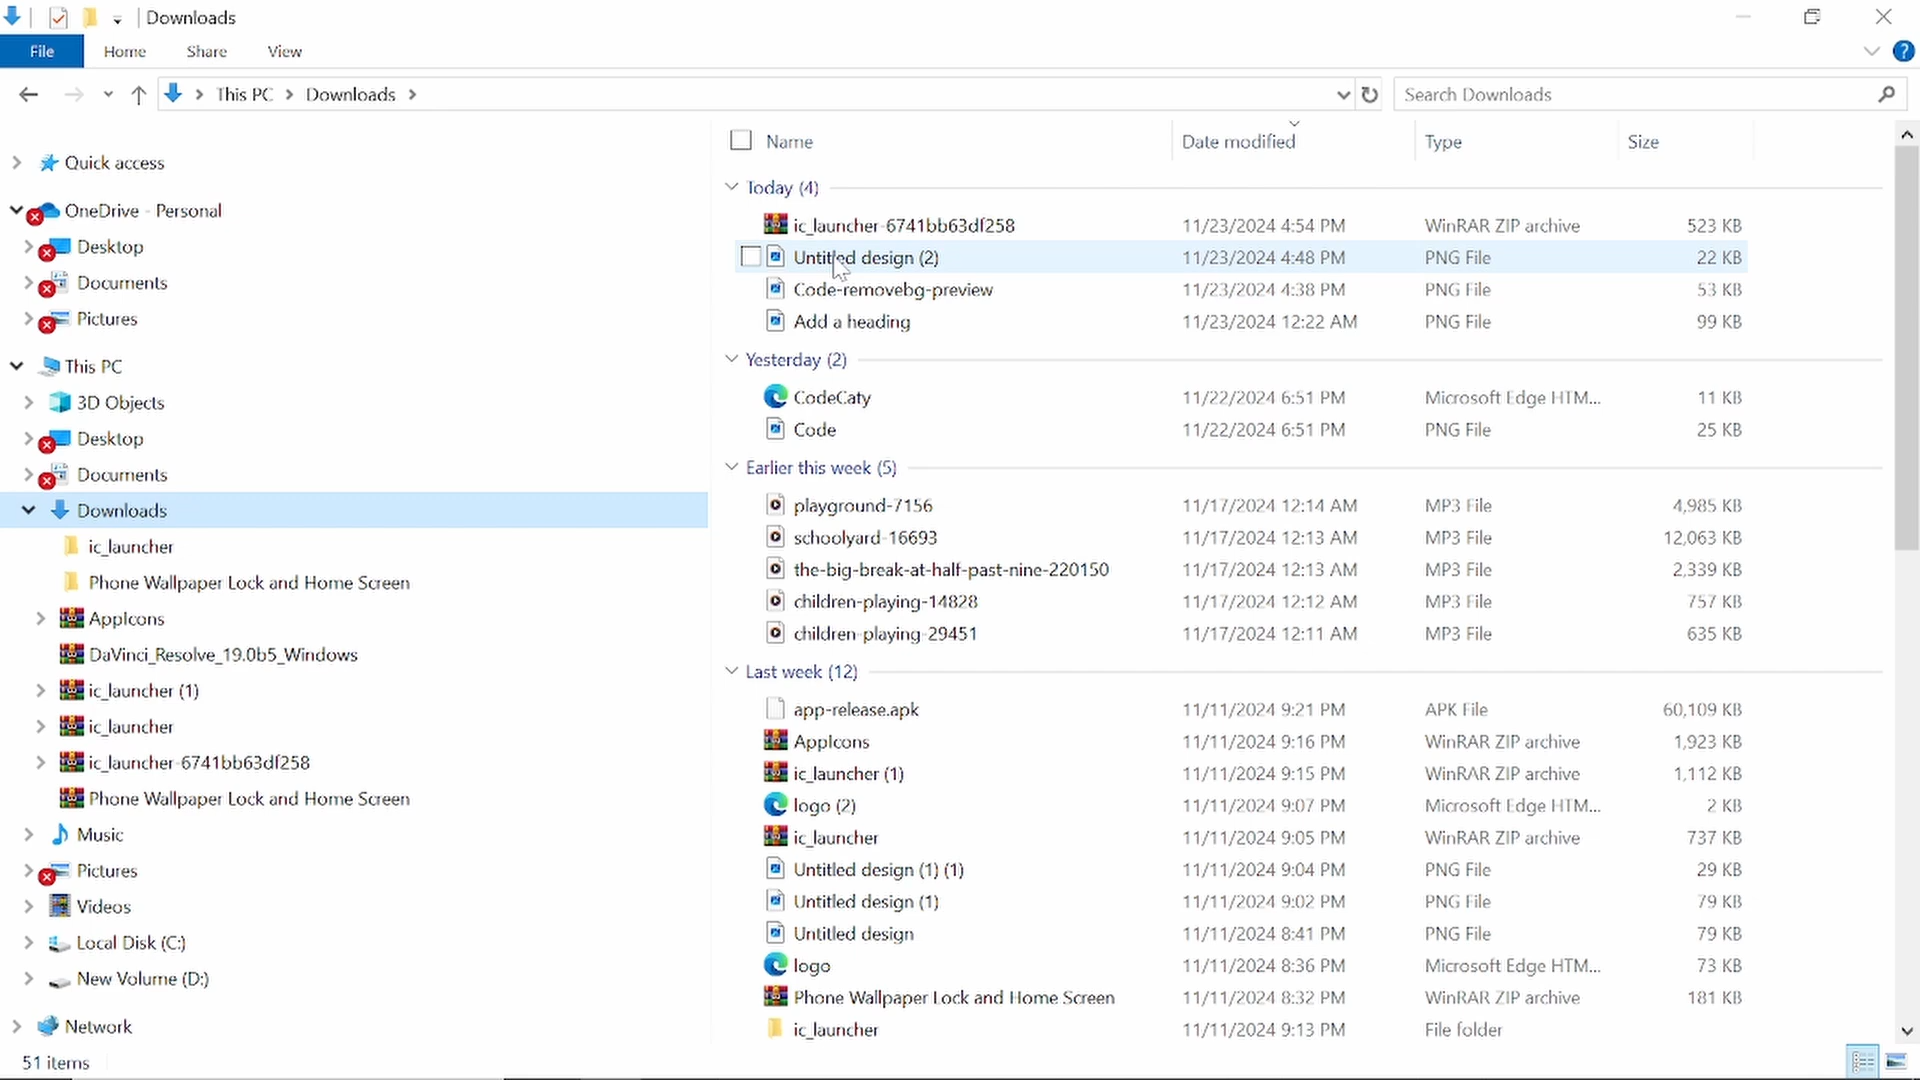 Downloads
File Home Share View ?
This PC Downloads Search Downloads
Name Date modified Type Size
Quick access
OneDrive - Personal
Desktop
Documents
Pictures
This PC
3D Objects
Desktop
Documents
Downloads
ic_launcher
Phone Wallpaper Lock and Home Screen
AppIcons
DaVinci_Resolve_19.0b5_Windows
ic_launcher (1)
ic_launcher
ic_launcher-6741bb63df258
Phone Wallpaper Lock and Home Screen
Music
Pictures
Videos
Local Disk (C:)
New Volume (D:)
Network
Today (4)
ic_launcher-6741bb63df258 11/23/2024 4:54 PM WinRAR ZIP archive 523 KB
Untitled design (2) 11/23/2024 4:48 PM PNG File 22 KB
Code-removebg-preview 11/23/2024 4:38 PM PNG File 53 KB
Add a heading 11/23/2024 12:22 AM PNG File 99 KB
Yesterday (2)
CodeCaty 11/22/2024 6:51 PM Microsoft Edge HTM... 11 KB
Code 11/22/2024 6:51 PM PNG File 25 KB
Earlier this week (5)
playground-7156 11/17/2024 12:14 AM MP3 File 4,985 KB
schoolyard-16693 11/17/2024 12:13 AM MP3 File 12,063 KB
the-big-break-at-half-past-nine-220150 11/17/2024 12:13 AM MP3 File 2,339 KB
children-playing-14828 11/17/2024 12:12 AM MP3 File 757 KB
children-playing-29451 11/17/2024 12:11 AM MP3 File 635 KB
Last week (12)
app-release.apk 11/11/2024 9:21 PM APK File 60,109 KB
AppIcons 11/11/2024 9:16 PM WinRAR ZIP archive 1,923 KB
ic_launcher (1) 11/11/2024 9:15 PM WinRAR ZIP archive 1,112 KB
logo (2) 11/11/2024 9:07 PM Microsoft Edge HTM... 2 KB
ic_launcher 11/11/2024 9:05 PM WinRAR ZIP archive 737 KB
Untitled design (1) (1) 11/11/2024 9:04 PM PNG File 29 KB
Untitled design (1) 11/11/2024 9:02 PM PNG File 79 KB
Untitled design 11/11/2024 8:41 PM PNG File 79 KB
logo 11/11/2024 8:36 PM Microsoft Edge HTM... 73 KB
Phone Wallpaper Lock and Home Screen 11/11/2024 8:32 PM WinRAR ZIP archive 181 KB
ic_launcher 11/11/2024 9:13 PM File folder
51 items